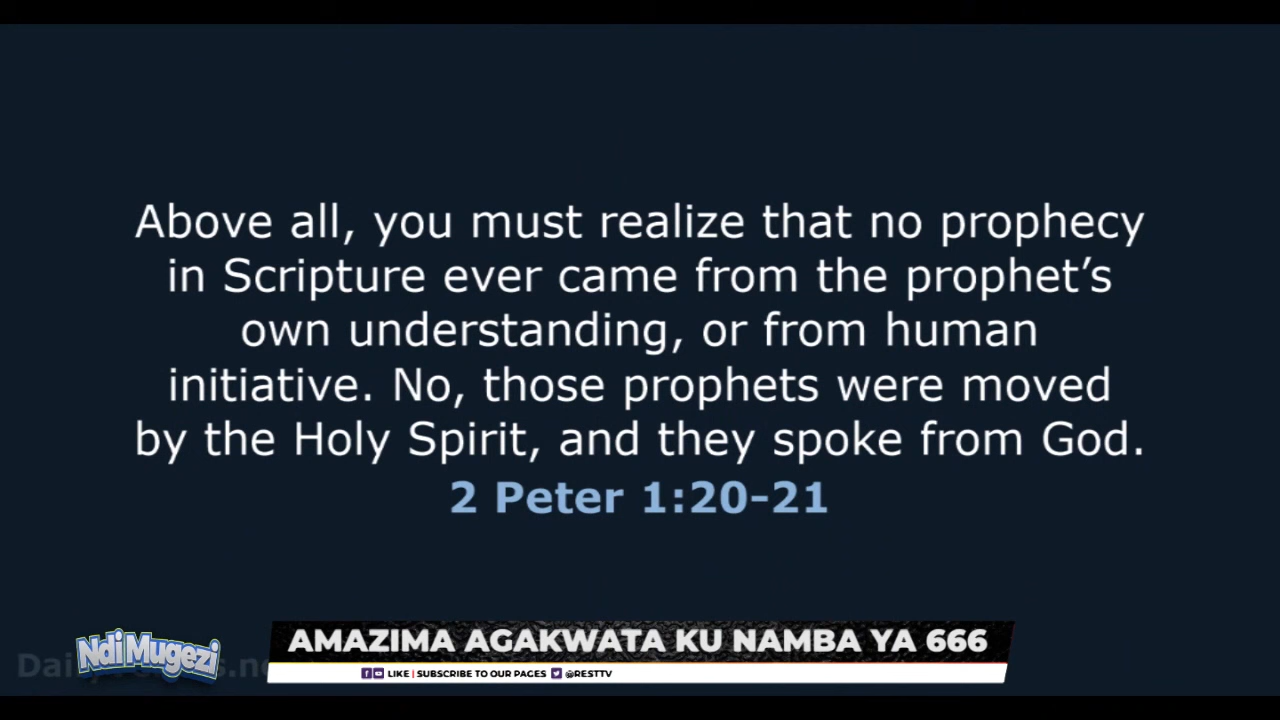 Above all, you must realize that no prophecy
in Scripture ever came from the prophet’s
own understanding, or from human
initiative. No, those prophets were moved
by the Holy Spirit, and they spoke from God.
2 Peter 1:20-21
Ndi Mugezi
AMAZIMA AGAKWATA KU NAMBA YA 666
LIKE | SUBSCRIBE TO OUR PAGES @RESTTV